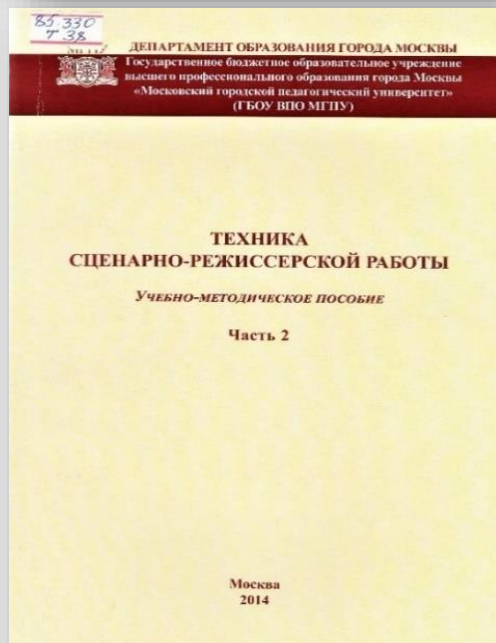 85.330
Т 38
ДЕПАРТАМЕНТ ОБРАЗОВАНИЯ ГОРОДА МОСКВЫ
Государственное бюджетное образовательное учреждение
высшего профессионального образования города Москвы
«Московский городской педагогический университет»
(ГБОУ ВПО МГПУ)
ТЕХНИКА
СЦЕНАРНО-РЕЖИССЕРСКОЙ РАБОТЫ
УЧЕБНО-МЕТОДИЧЕСКОЕ ПОСОБИЕ
Часть 2
Москва
2014